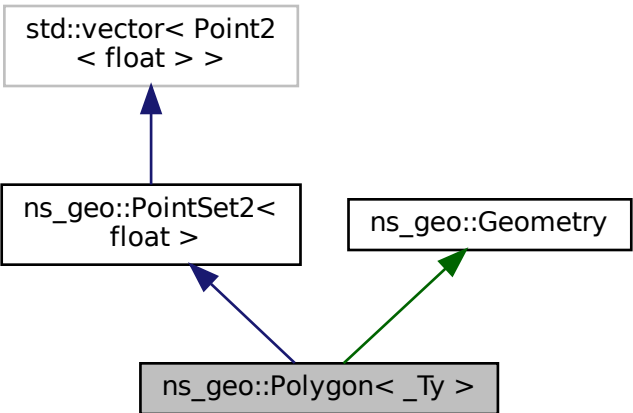 std::vector< Point2
< float > >
ns_geo::PointSet2<
float >
ns_geo::Geometry
ns_geo::Polygon< _Ty >